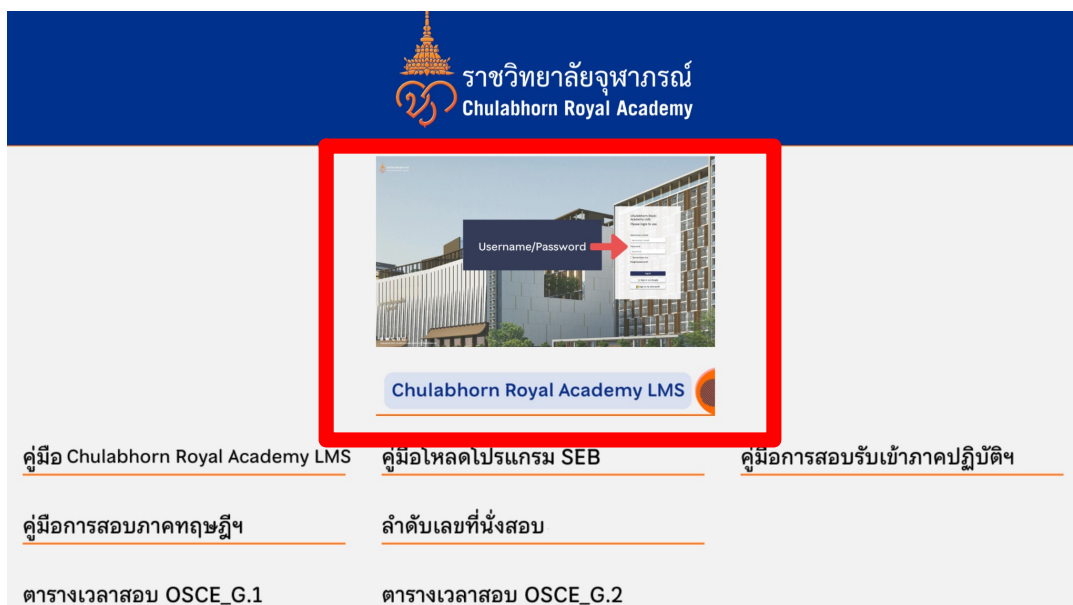 ราชวิทยาลัยจุฬาภรณ์
Chulabhorn Royal Academy
Username/Password
Chulabhorn Royal Academy LMS
คู่มือ Chulabhorn Royal Academy LMS
คู่มือโหลดโปรแกรม SEB
คู่มือการสอบรับเข้าภาคปฏิบัติฯ
คู่มือการสอบภาคทฤษฎีฯ
ลำดับเลขที่นั่งสอบ
ตารางเวลาสอบ OSCE_G.1
ตารางเวลาสอบ OSCE_G.2